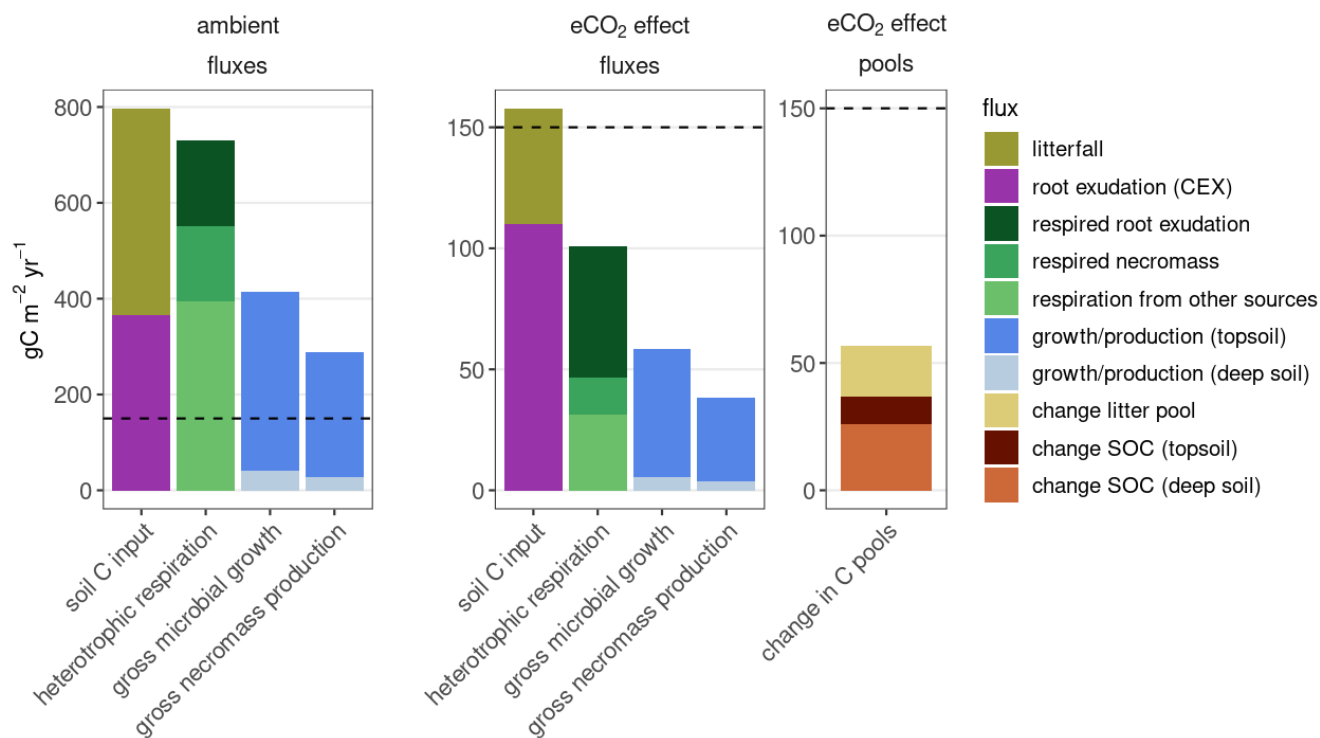 ambient
fluxes
eCO₂ effect
fluxes
eCO₂ effect
pools
gC m⁻² yr⁻¹
800
600
400
200
0
150
100
50
0
150
100
50
0
soil C input
heterotrophic respiration
gross microbial growth
gross necromass production
soil C input
heterotrophic respiration
gross microbial growth
gross necromass production
change in C pools
flux
litterfall
root exudation (CEX)
respired root exudation
respired necromass
respiration from other sources
growth/production (topsoil)
growth/production (deep soil)
change litter pool
change SOC (topsoil)
change SOC (deep soil)